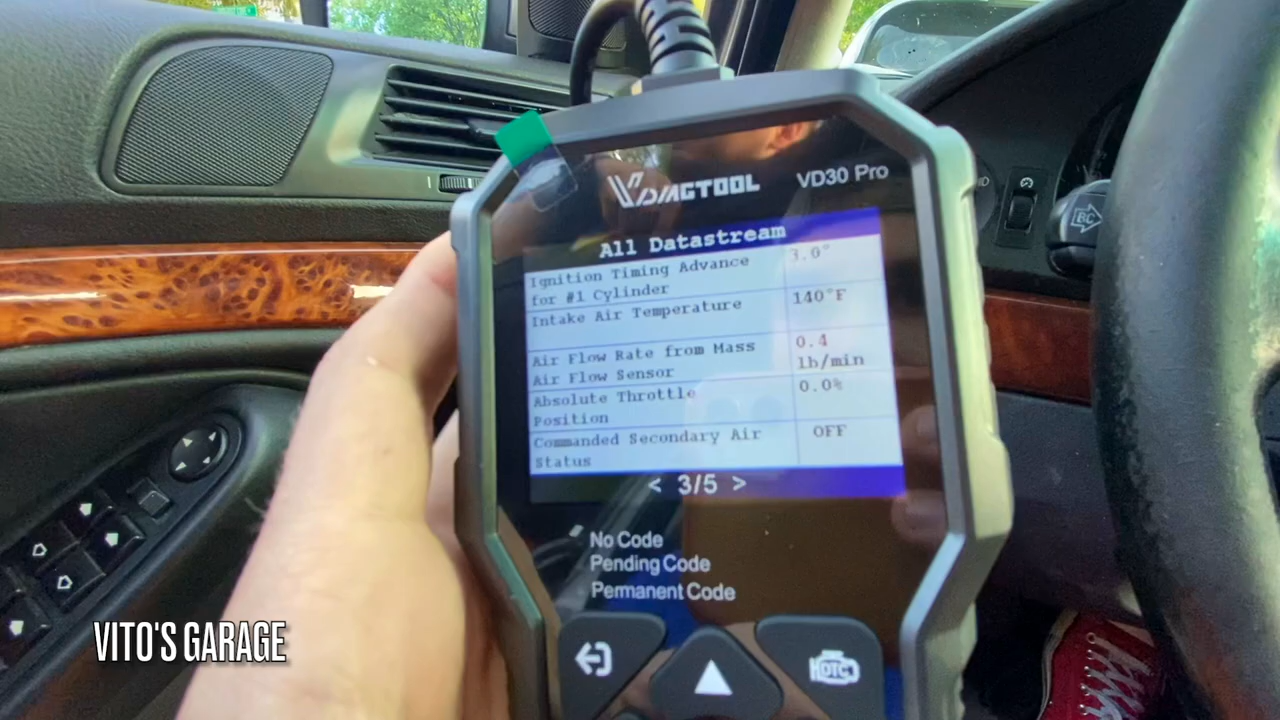 VDIAGTOOL VD30 Pro
All Datastream
Ignition Timing Advance
for #1 Cylinder
3.0°
Intake Air Temperature
140°F
Air Flow Rate from Mass
Air Flow Sensor
0.4
lb/min
Absolute Throttle
Position
0.0%
Commanded Secondary Air
Status
OFF
< 3/5 >
No Code
Pending Code
Permanent Code
DTC
BC
VITO'S GARAGE